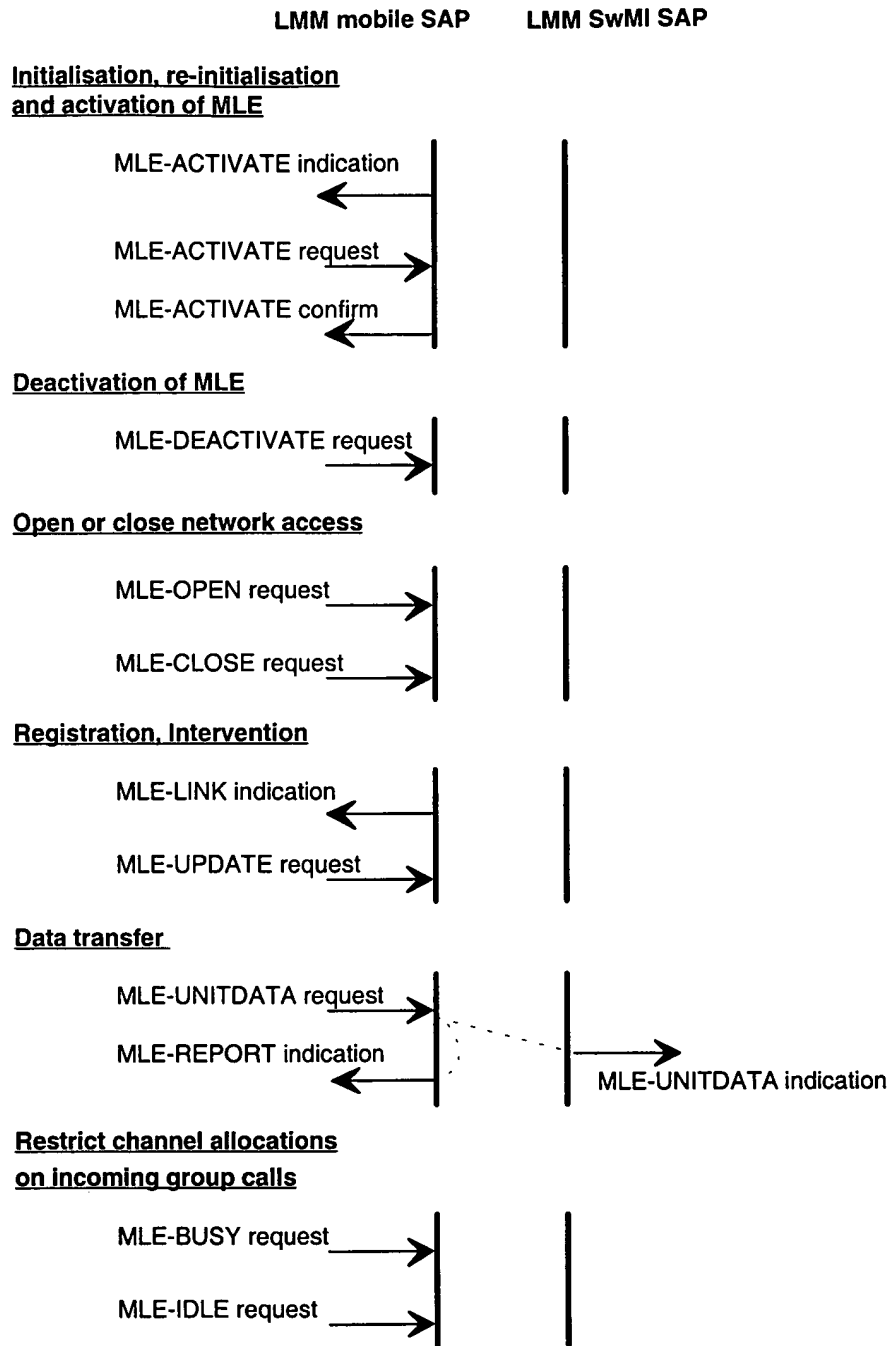 LMM mobile SAP LMM SwMI SAP
Initialisation, re-initialisation
and activation of MLE
MLE-ACTIVATE indication
MLE-ACTIVATE request
MLE-ACTIVATE confirm
Deactivation of MLE
MLE-DEACTIVATE request
Open or close network access
MLE-OPEN request
MLE-CLOSE request
Registration, Intervention
MLE-LINK indication
MLE-UPDATE request
Data transfer
MLE-UNITDATA request
MLE-REPORT indication
MLE-UNITDATA indication
Restrict channel allocations
on incoming group calls
MLE-BUSY request
MLE-IDLE request